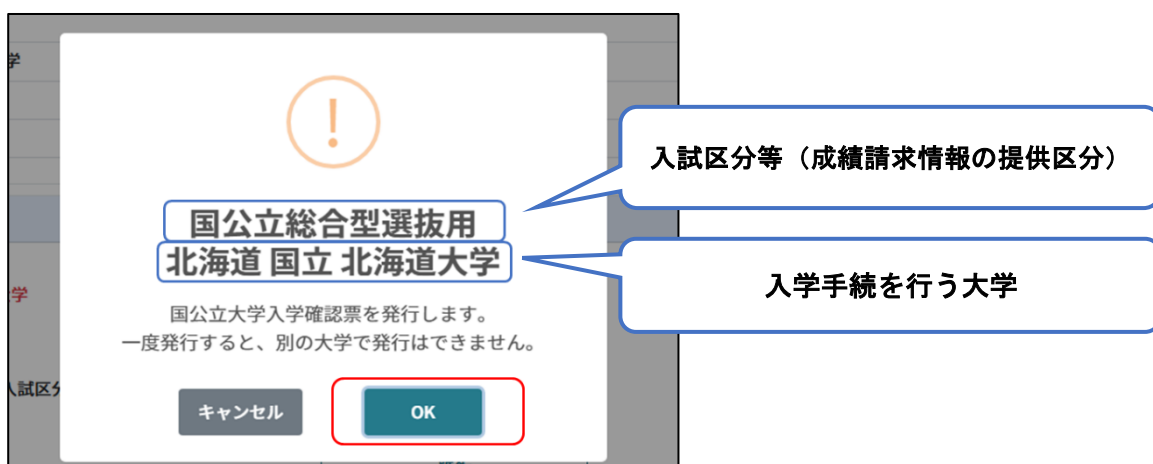 学
!
国公立総合型選抜用
北海道 国立 北海道大学
国公立大学入学確認票を発行します。
一度発行すると、別の大学で発行はできません。
キャンセル
OK
入試区分等（成績請求情報の提供区分）
入学手続を行う大学
学
入試区分